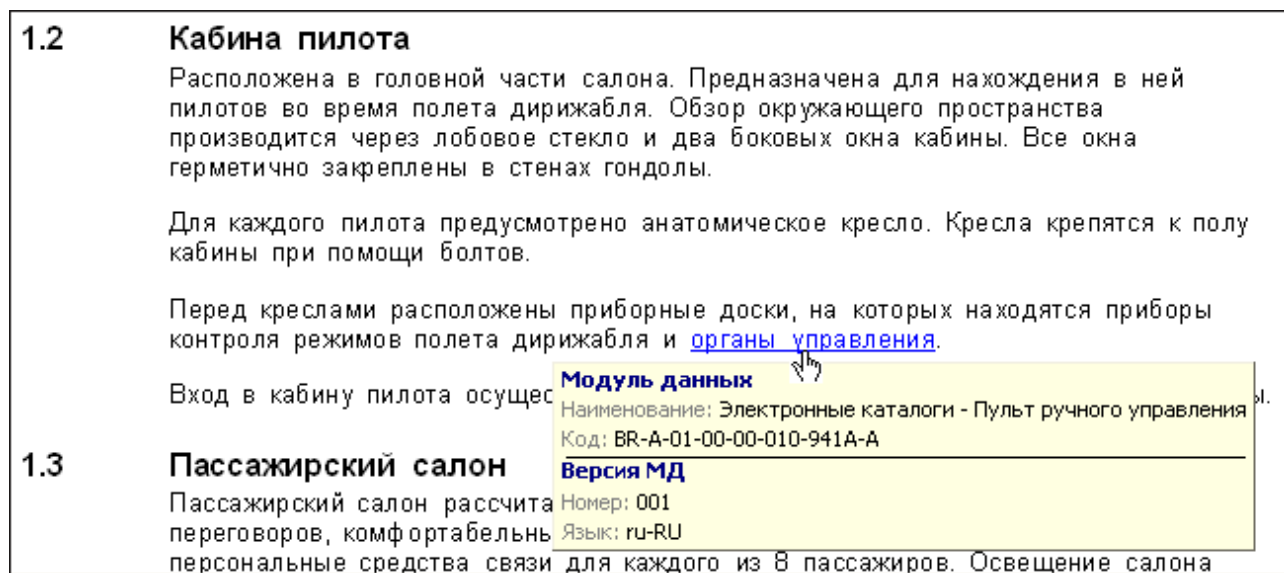 1.2 Кабина пилота
Расположена в головной части салона. Предназначена для нахождения в ней
пилотов во время полета дирижабля. Обзор окружающего пространства
производится через лобовое стекло и два боковых окна кабины. Все окна
герметично закреплены в стенах гондолы.
Для каждого пилота предусмотрено анатомическое кресло. Кресла крепятся к полу
кабины при помощи болтов.
Перед креслами расположены приборные доски, на которых находятся приборы
контроля режимов полета дирижабля и органы управления.
Вход в кабину пилота
Модуль данных
Наименование: Электронные каталоги - Пульт ручного управления
Код: BR-A-01-00-00-010-941A-A
Версия МД
Номер: 001
Язык: ru-RU
1.3 Пассажирский салон
Пассажирский салон
переговоров,
персональные средства связи для каждого из 8 пассажиров. Освещение салона